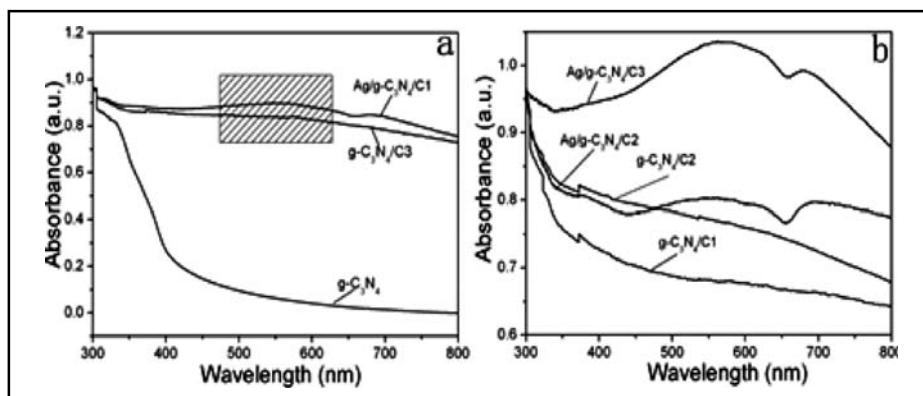 a
1.2
1.0
0.8
0.6
0.4
0.2
0.0
Absorbance (a.u.)
Ag/g-C₃N₄/C1
g-C₃N₄/C3
g-C₃N₄
300 400 500 600 700 800
Wavelength (nm)
b
1.0
0.9
0.8
0.7
0.6
Absorbance (a.u.)
Ag/g-C₃N₄/C3
Ag/g-C₃N₄/C2
g-C₃N₄/C2
g-C₃N₄/C1
300 400 500 600 700 800
Wavelength (nm)